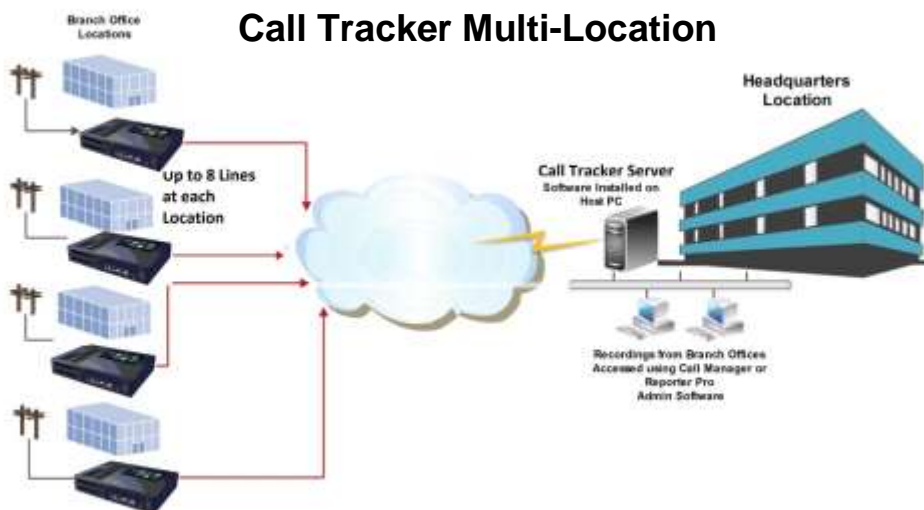 Branch Office
Locations
Call Tracker Multi-Location
Up to 8 Lines
at each
Location
Headquarters
Location
Call Tracker Server
Software Installed on
Host PC
Recordings from Branch Offices
Accessed using Call Manager or
Reporter Pro
Admin Software